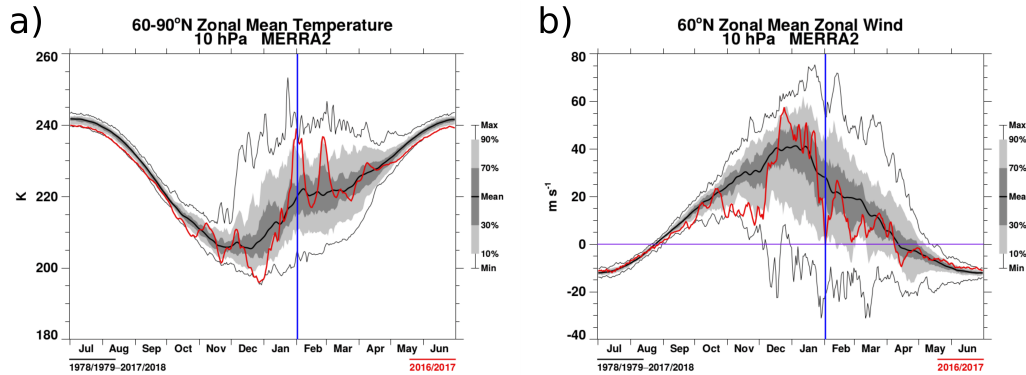 a)
60-90°N Zonal Mean Temperature
10 hPa MERRA2
260
240
220
200
180
K
Jul Aug Sep Oct Nov Dec Jan Feb Mar Apr May Jun
1978/1979–2017/2018
2016/2017
Max
90%
70%
Mean
30%
10%
Min
b)
60°N Zonal Mean Zonal Wind
10 hPa MERRA2
80
60
40
20
0
-20
-40
m s⁻¹
Jul Aug Sep Oct Nov Dec Jan Feb Mar Apr May Jun
1978/1979–2017/2018
2016/2017
Max
90%
70%
Mean
30%
10%
Min